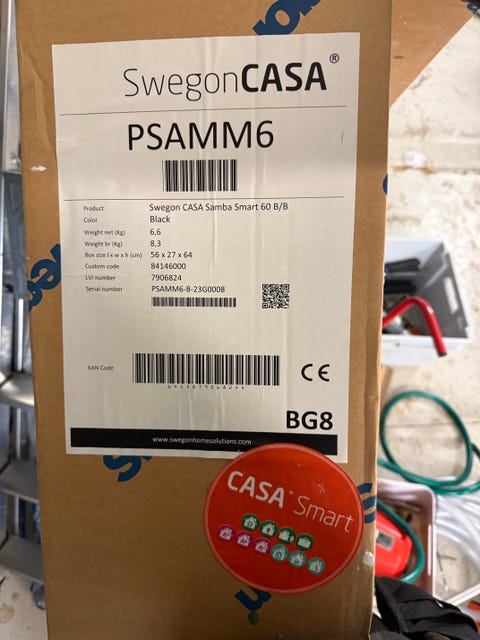 SwegonCASA®
PSAMM6
Product Swegon CASA Samba Smart 60 B/B
Color Black
Weight net (Kg) 6,6
Weight br (Kg) 8,3
Box size l x w x h (cm) 56 x 27 x 64
Custom code 84146000
LVI number 7906824
Serial number PSAMM6-B-23G0008
EAN Code
CE
BG8
www.swegonhomesolutions.com
CASA® Smart